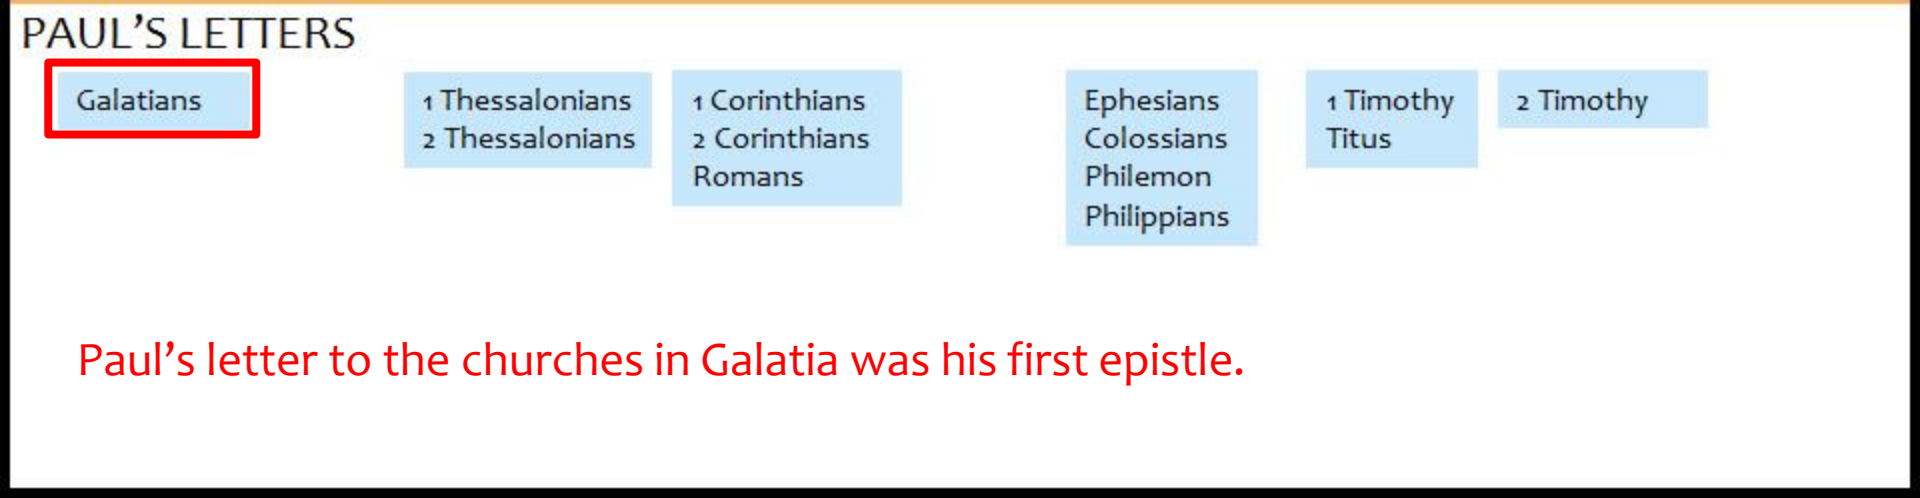 PAUL’S LETTERS
Galatians
1 Thessalonians
2 Thessalonians
1 Corinthians
2 Corinthians
Romans
Ephesians
Colossians
Philemon
Philippians
1 Timothy
Titus
2 Timothy
Paul’s letter to the churches in Galatia was his first epistle.